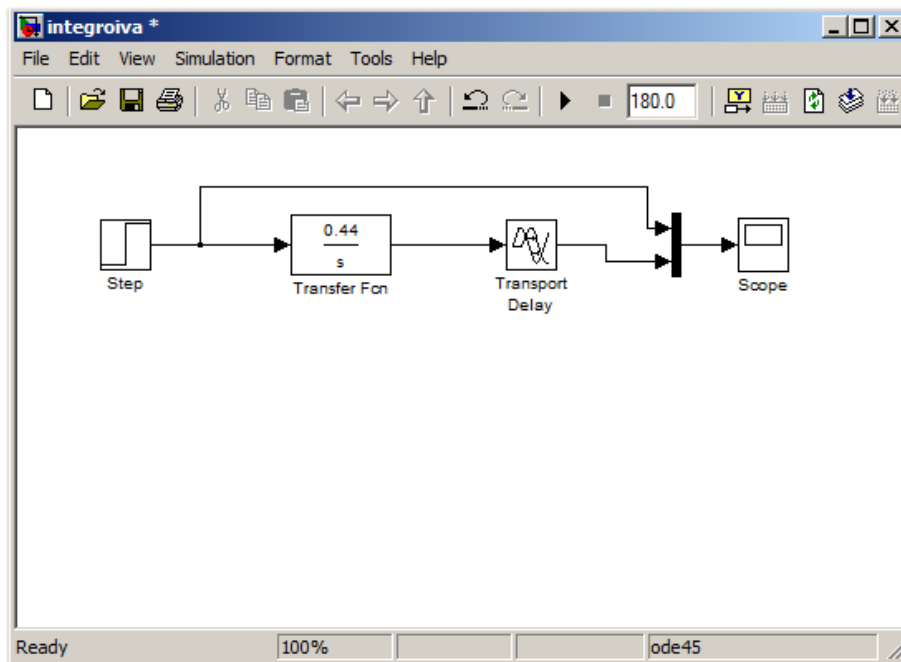 integroiva *
File Edit View Simulation Format Tools Help
180.0
0.44
s
Step
Transfer Fcn
Transport
Delay
Scope
Ready 100% ode45